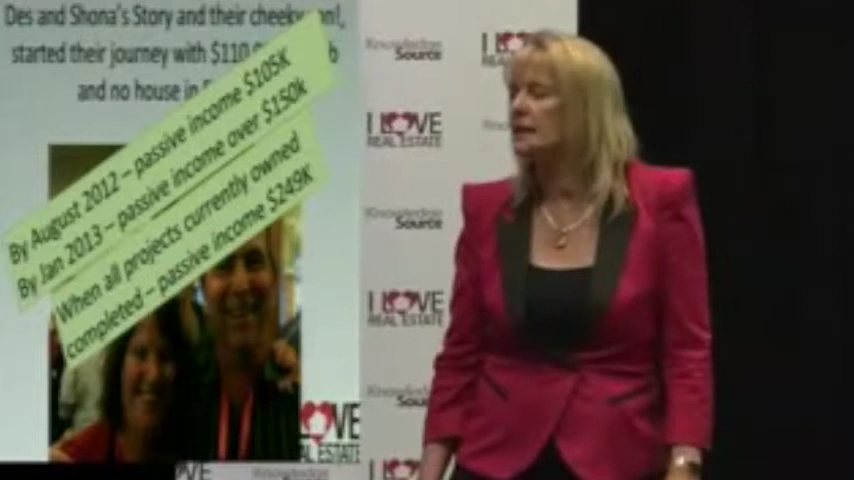 Des and Shona's Story and their cheeky
started their journey with $110
and no house in
By August 2012 – passive income $105K
By Jan 2013 – passive income over $150k
When all projects currently owned
completed – passive income $249K
Knowledge
Source
I LOVE
REAL ESTATE
I LOVE
REAL ESTATE
Knowledge
Source
I LOVE
REAL ESTATE
Knowledge
I LOVE